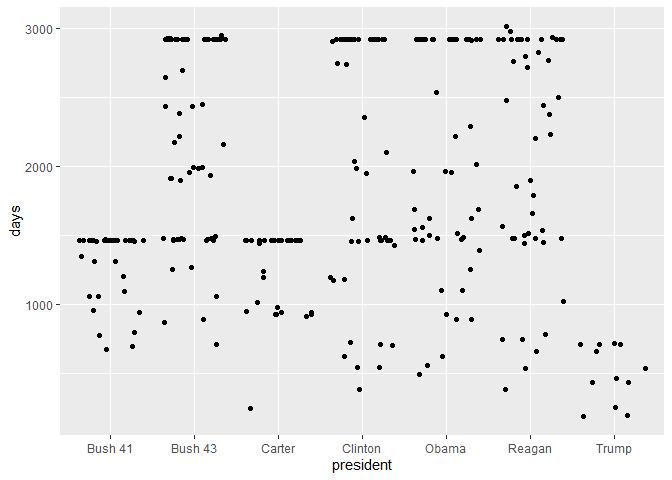 3000
2000
1000
days
Bush 41 Bush 43 Carter Clinton Obama Reagan Trump
president